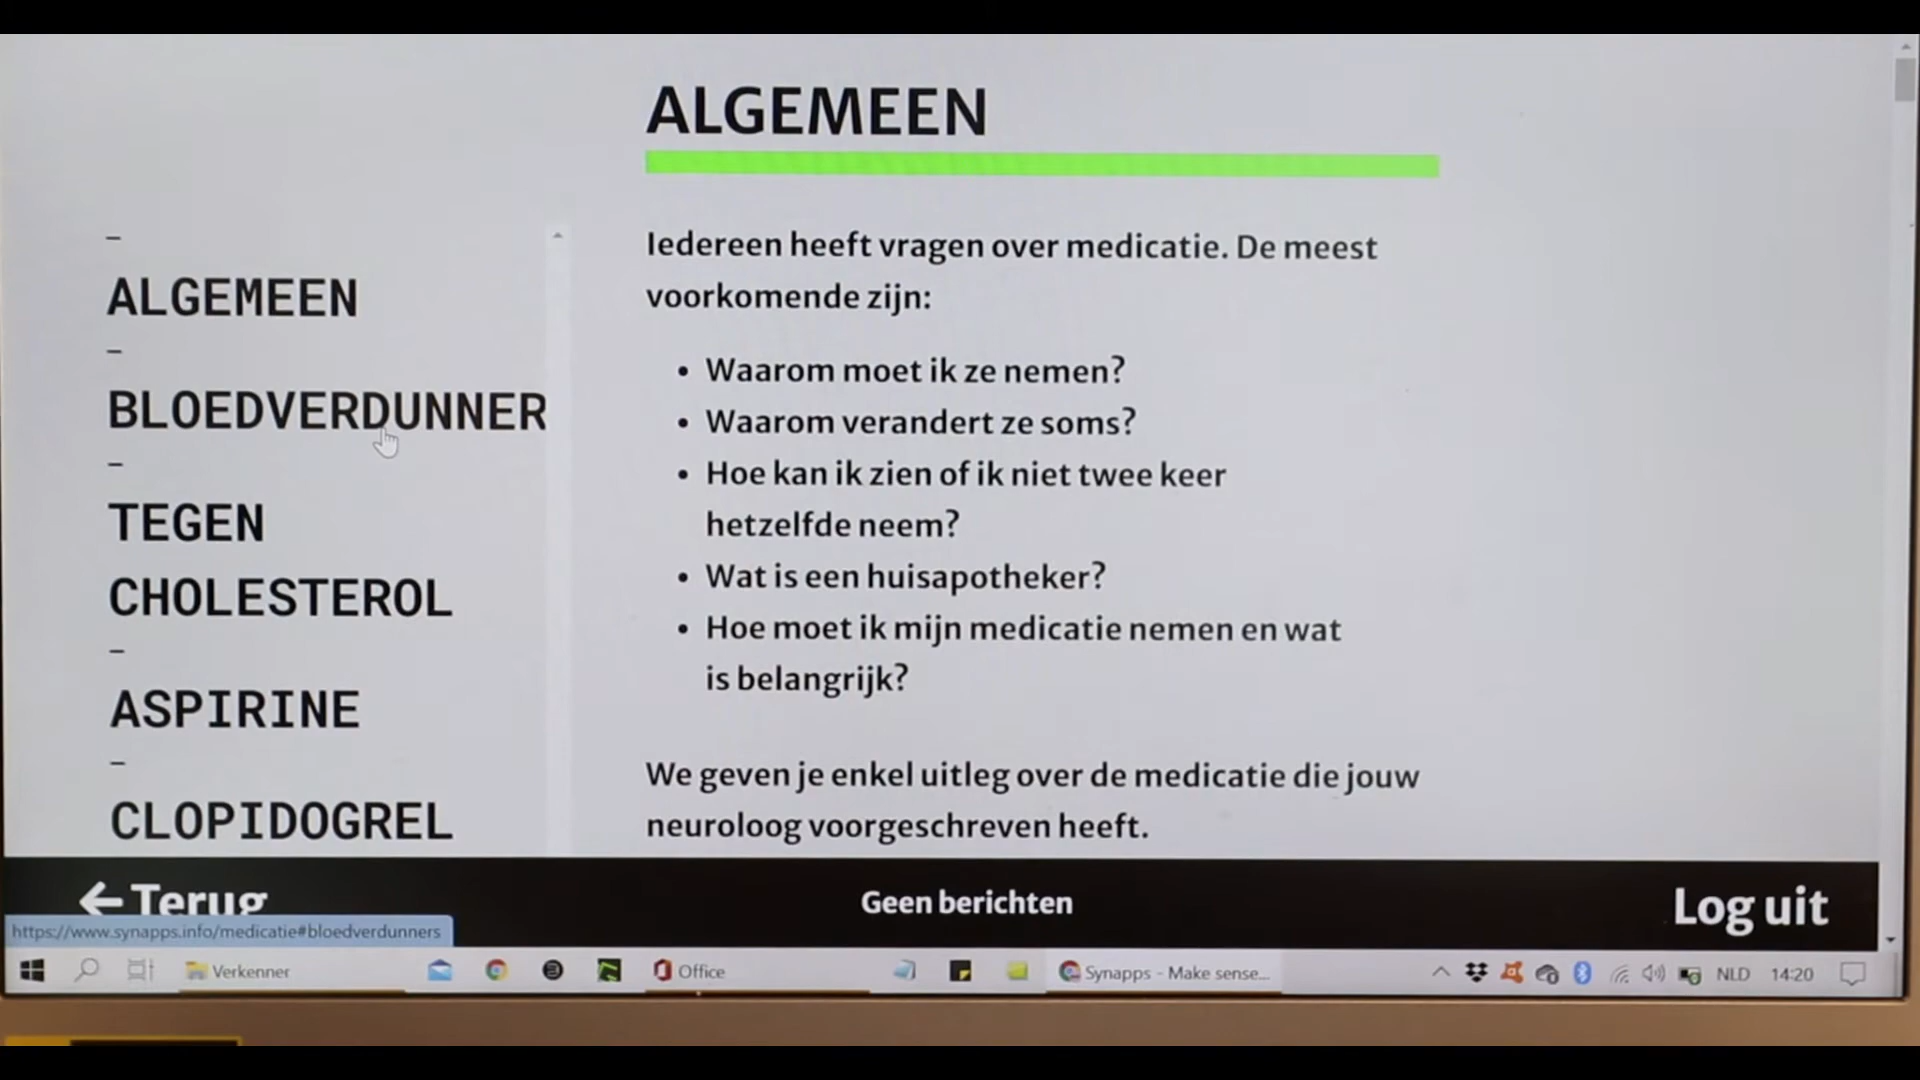 ALGEMEEN
–
ALGEMEEN
–
BLOEDVERDUNNER
–
TEGEN
CHOLESTEROL
–
ASPIRINE
–
CLOPIDOGREL
Iedereen heeft vragen over medicatie. De meest
voorkomende zijn:
• Waarom moet ik ze nemen?
• Waarom verandert ze soms?
• Hoe kan ik zien of ik niet twee keer
hetzelfde neem?
• Wat is een huisapotheker?
• Hoe moet ik mijn medicatie nemen en wat
is belangrijk?
We geven je enkel uitleg over de medicatie die jouw
neuroloog voorgeschreven heeft.
←Terug
Geen berichten
Log uit
https://www.synapps.info/medicatie#bloedverdunners
Verkenner
Office
Synapps - Make sense...
NLD
14:20